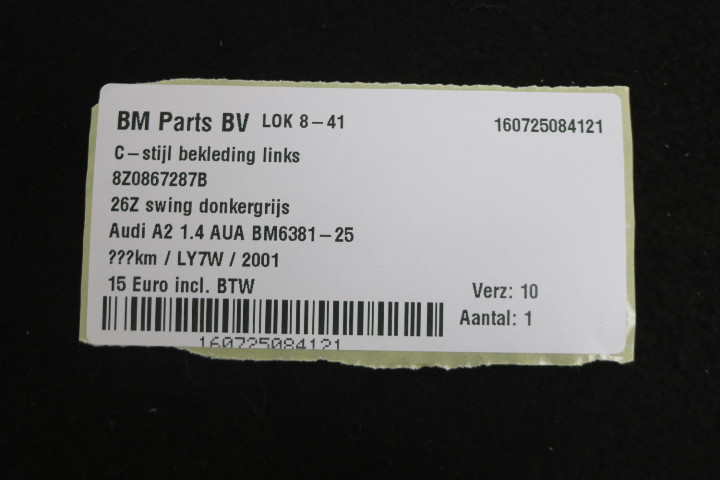 BM Parts BV LOK 8-41 160725084121
C-stijl bekleding links
8Z0867287B
26Z swing donkergrijs
Audi A2 1.4 AUA BM6381-25
???km / LY7W / 2001
15 Euro incl. BTW Verz: 10
Aantal: 1
160725084121